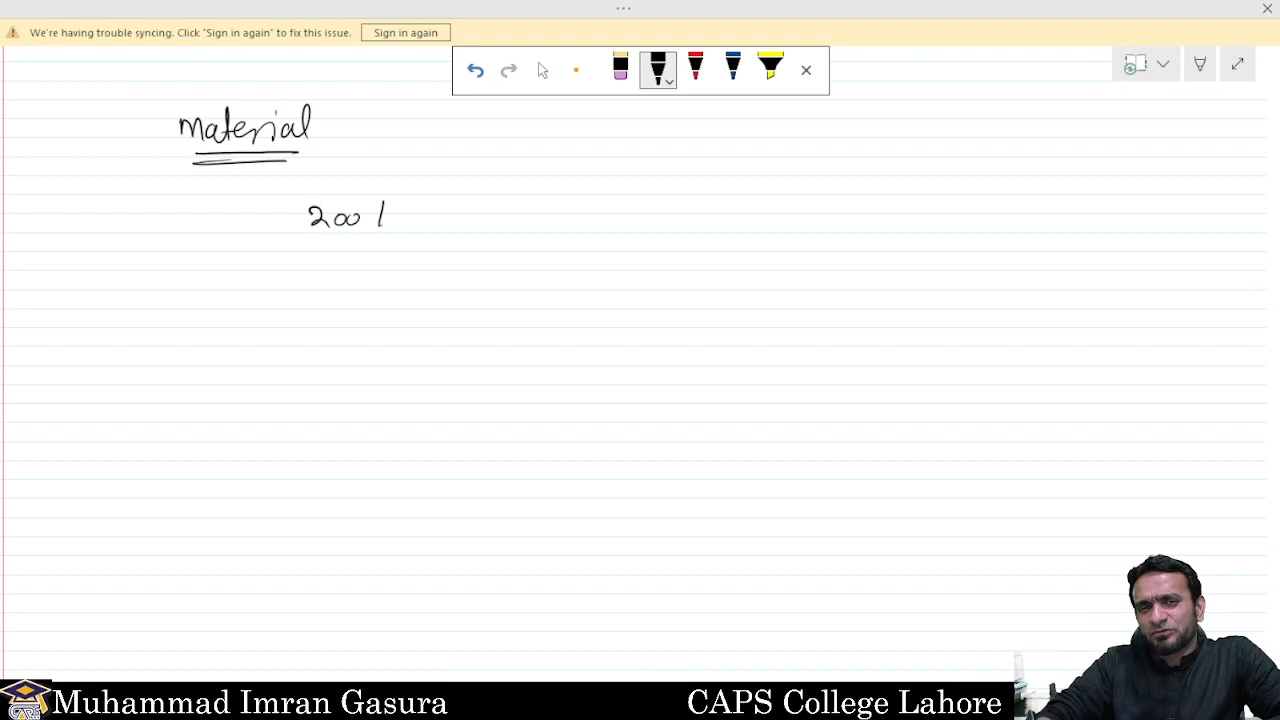 We're having trouble syncing. Click "Sign in again" to fix this issue. Sign in again
Material
200 /
Muhammad Imran Gasura CAPS College Lahore